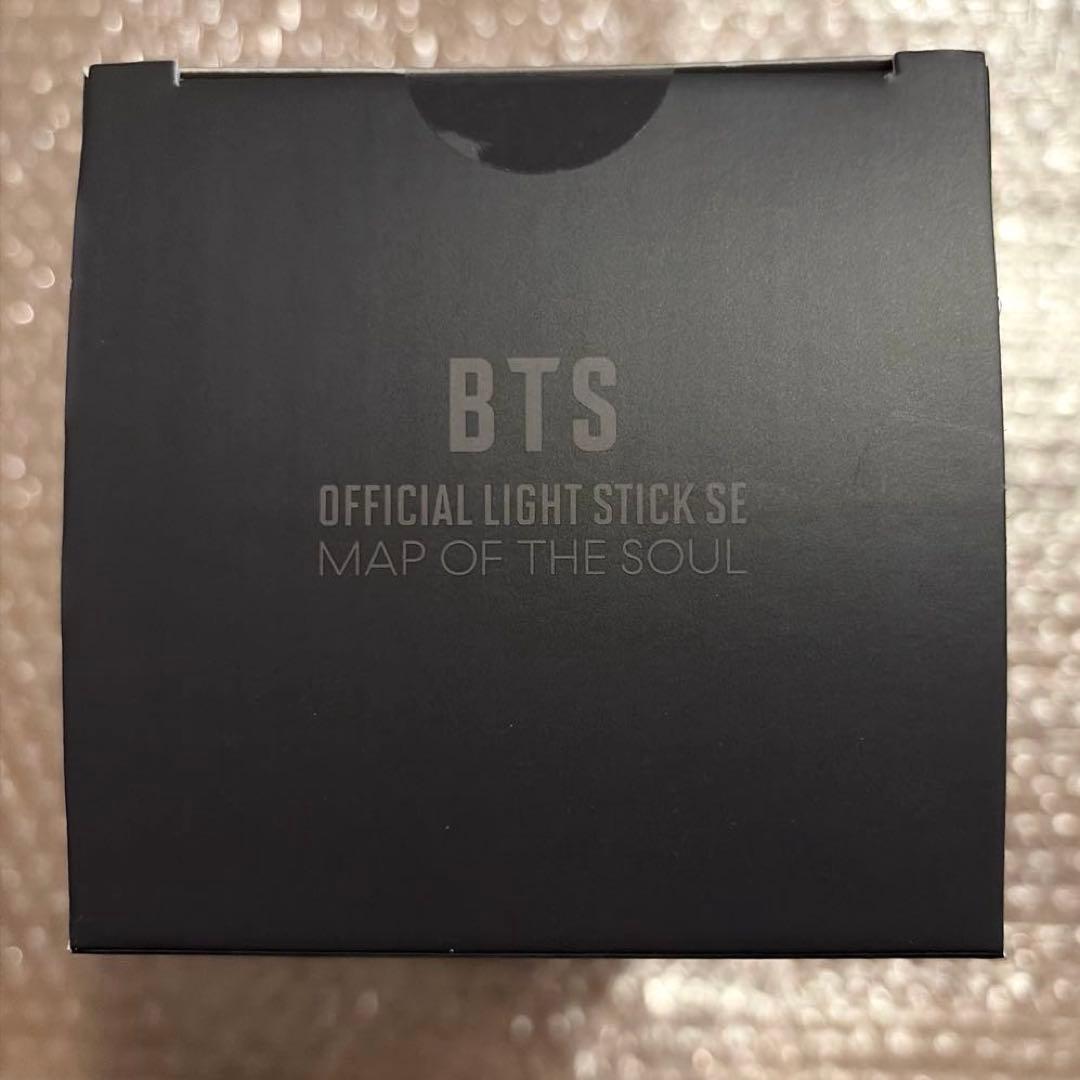 BTS
OFFICIAL LIGHT STICK SE
MAP OF THE SOUL